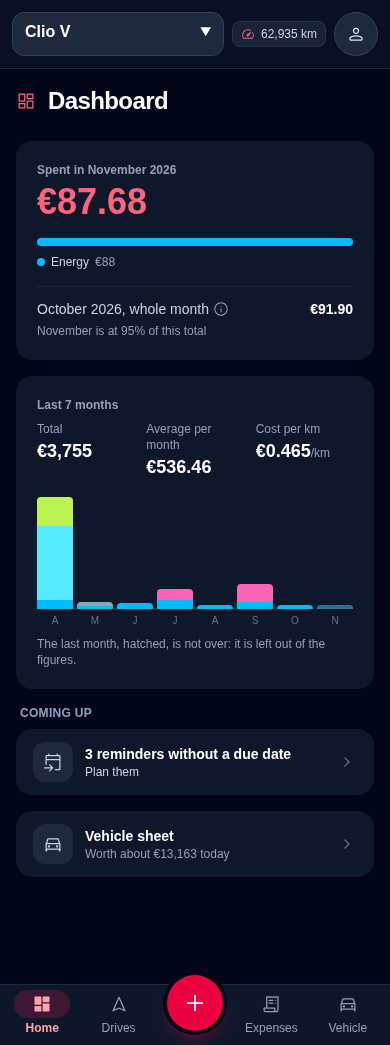 Clio V
62,935 km
Dashboard
Spent in November 2026
€87.68
Energy €88
October 2026, whole month €91.90
November is at 95% of this total
Last 7 months
Total
€3,755
Average per
month
€536.46
Cost per km
€0.465/km
A M J J A S O N
The last month, hatched, is not over: it is left out of the
figures.
COMING UP
3 reminders without a due date
Plan them
Vehicle sheet
Worth about €13,163 today
Home Drives Expenses Vehicle